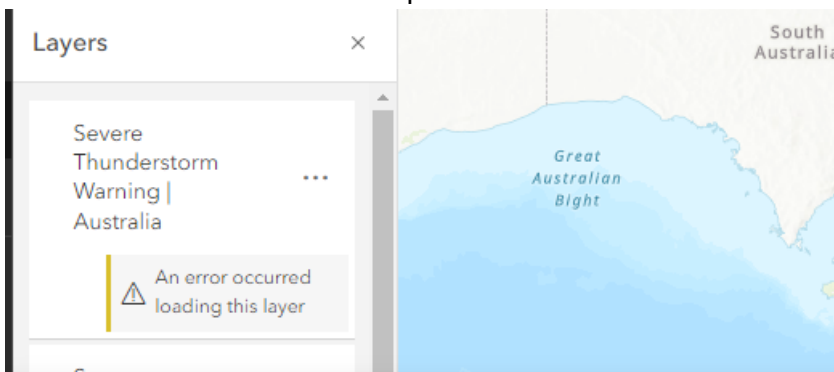 Layers
Severe
Thunderstorm
Warning |
Australia
An error occurred
loading this layer
South
Australia
Great
Australian
Bight